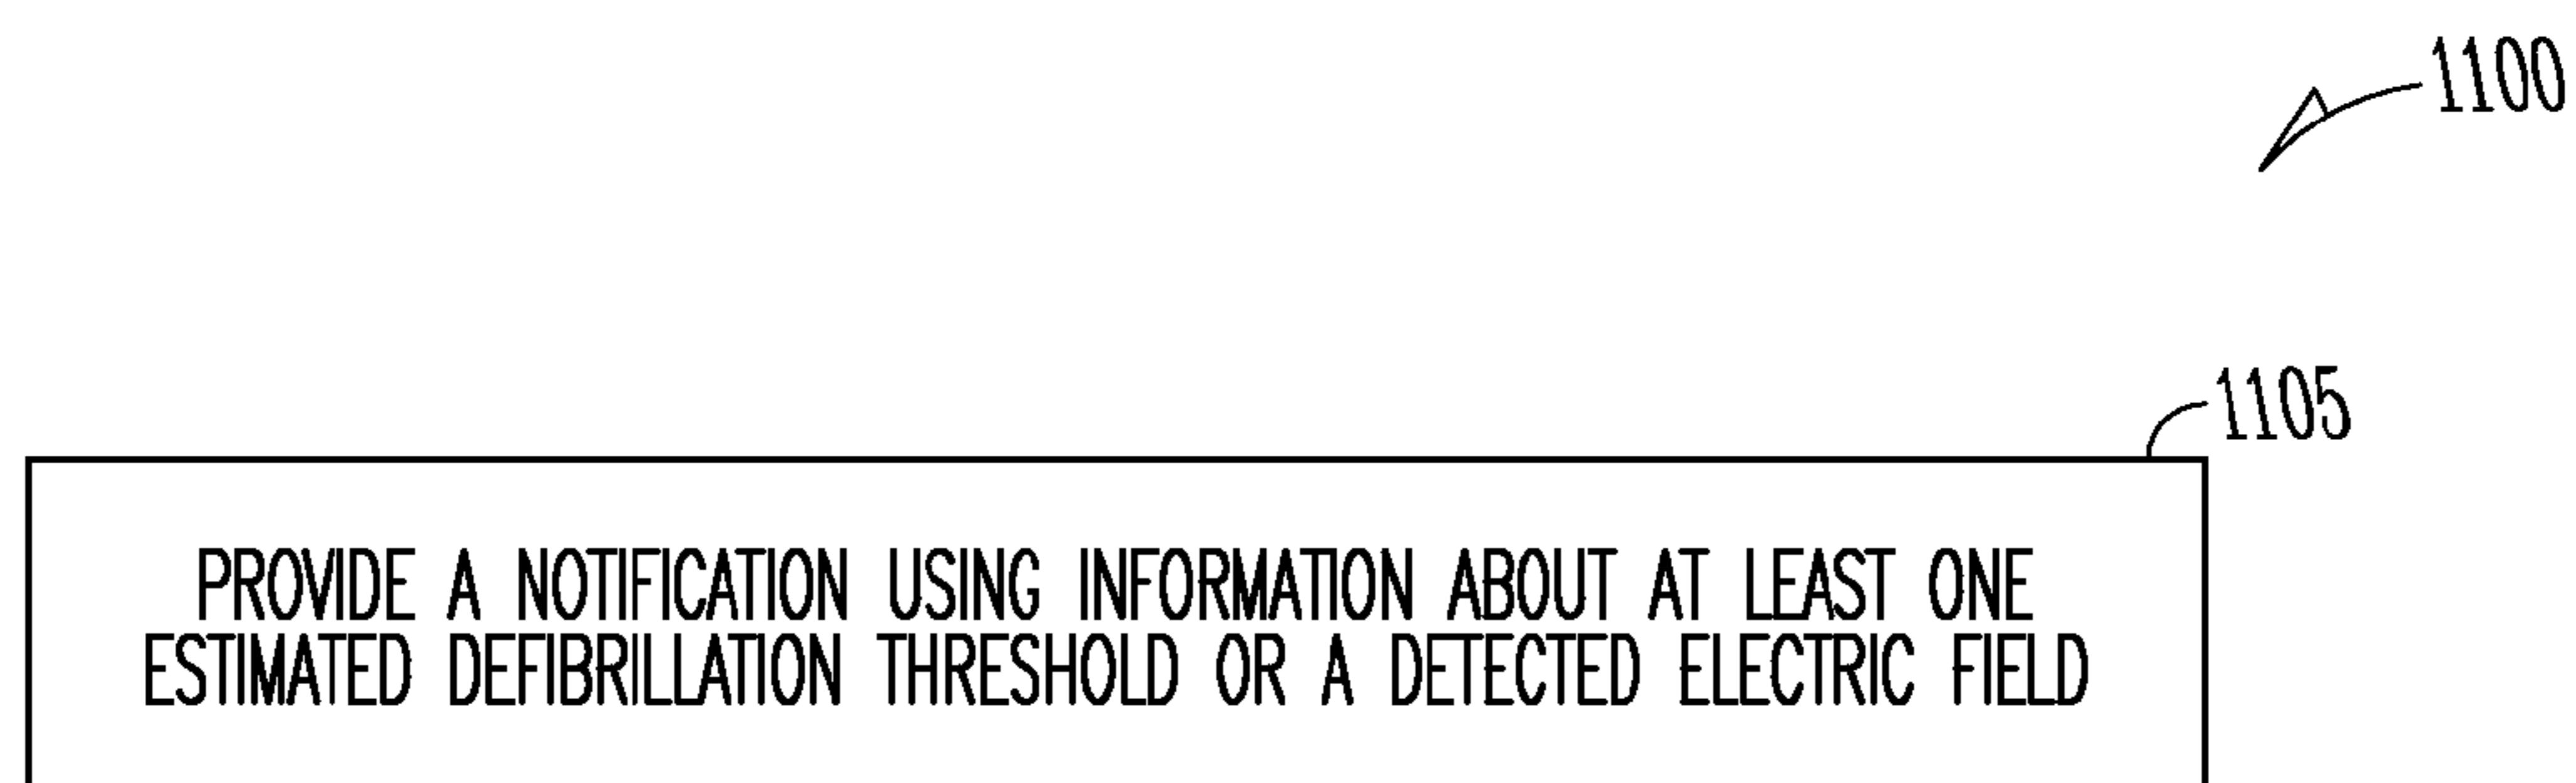 1100
1105
PROVIDE A NOTIFICATION USING INFORMATION ABOUT AT LEAST ONE
ESTIMATED DEFIBRILLATION THRESHOLD OR A DETECTED ELECTRIC FIELD